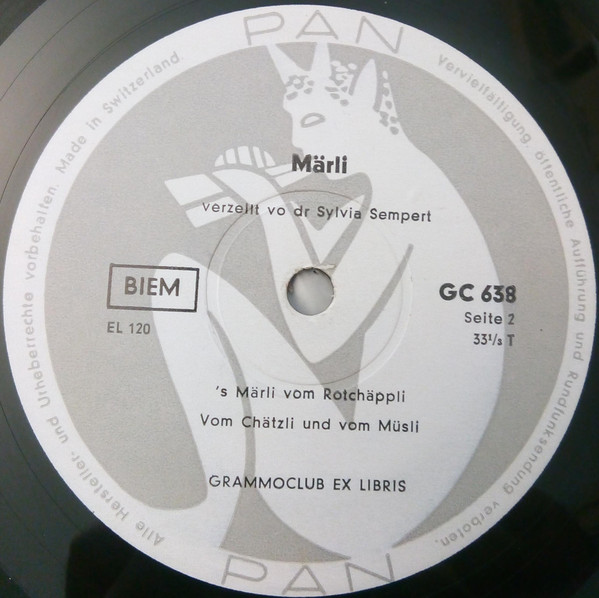 PAN
Alle Hersteller- und Urheberrechte vorbehalten. Made in Switzerland
Vervielfältigung, öffentliche Aufführung und Rundfunksendung verboten.
Märli
verzellt vo dr Sylvia Sempert
BIEM
EL 120
GC 638
Seite 2
33⅓ T
's Märli vom Rotchäppli
Vom Chätzli und vom Müsli
GRAMMOCLUB EX LIBRIS
PAN